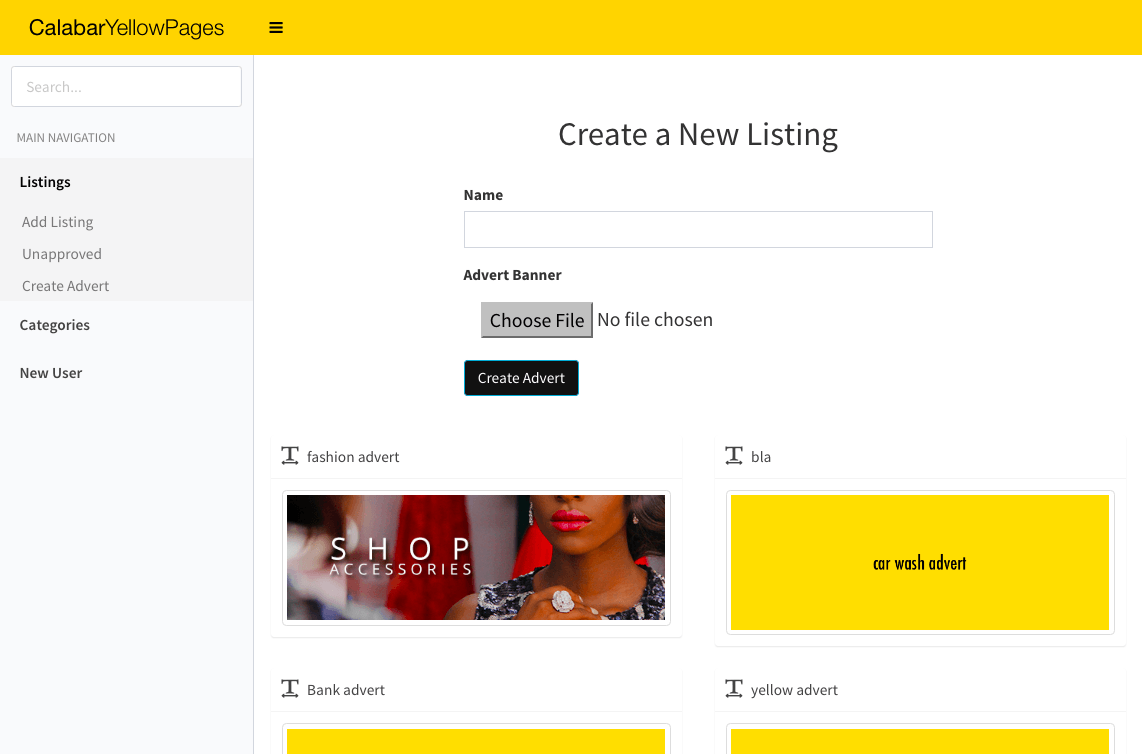 CalabarYellowPages
Search...
MAIN NAVIGATION
Listings
Add Listing
Unapproved
Create Advert
Categories
New User
Create a New Listing
Name
Advert Banner
Choose File No file chosen
Create Advert
fashion advert
SHOP
ACCESSORIES
bla
car wash advert
Bank advert
yellow advert